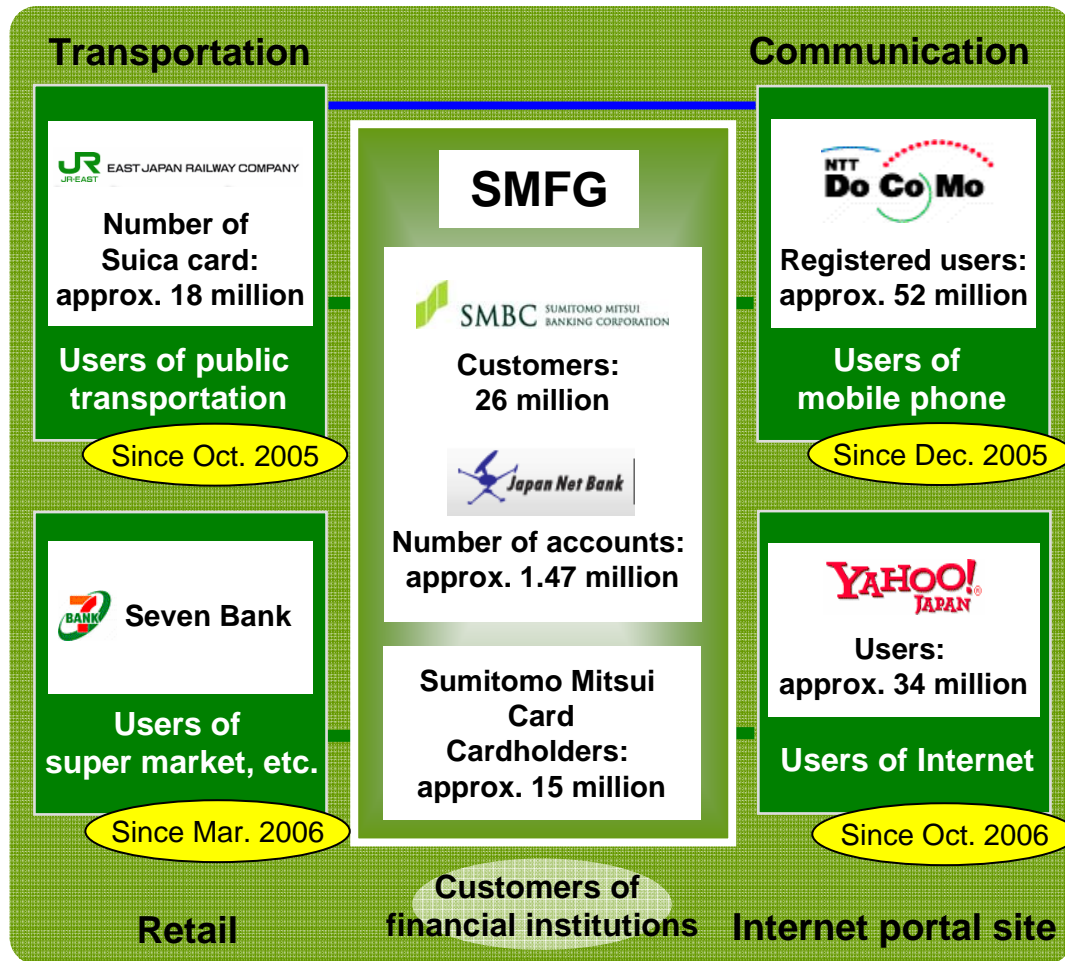 Transportation
JR
JR-EAST
EAST JAPAN RAILWAY COMPANY
Number of
Suica card:
approx. 18 million
Users of public
transportation
Since Oct. 2005
Communication
NTT
DoCoMo
Registered users:
approx. 52 million
Users of
mobile phone
Since Dec. 2005
SMFG
SMBC
SUMITOMO MITSUI
BANKING CORPORATION
Customers:
26 million
Japan Net Bank
Number of accounts:
approx. 1.47 million
Sumitomo Mitsui
Card
Cardholders:
approx. 15 million
Customers of
financial institutions
7
BANK
Seven Bank
Users of
super market, etc.
Since Mar. 2006
Retail
YAHOO!
JAPAN
Users:
approx. 34 million
Users of Internet
Since Oct. 2006
Internet portal site